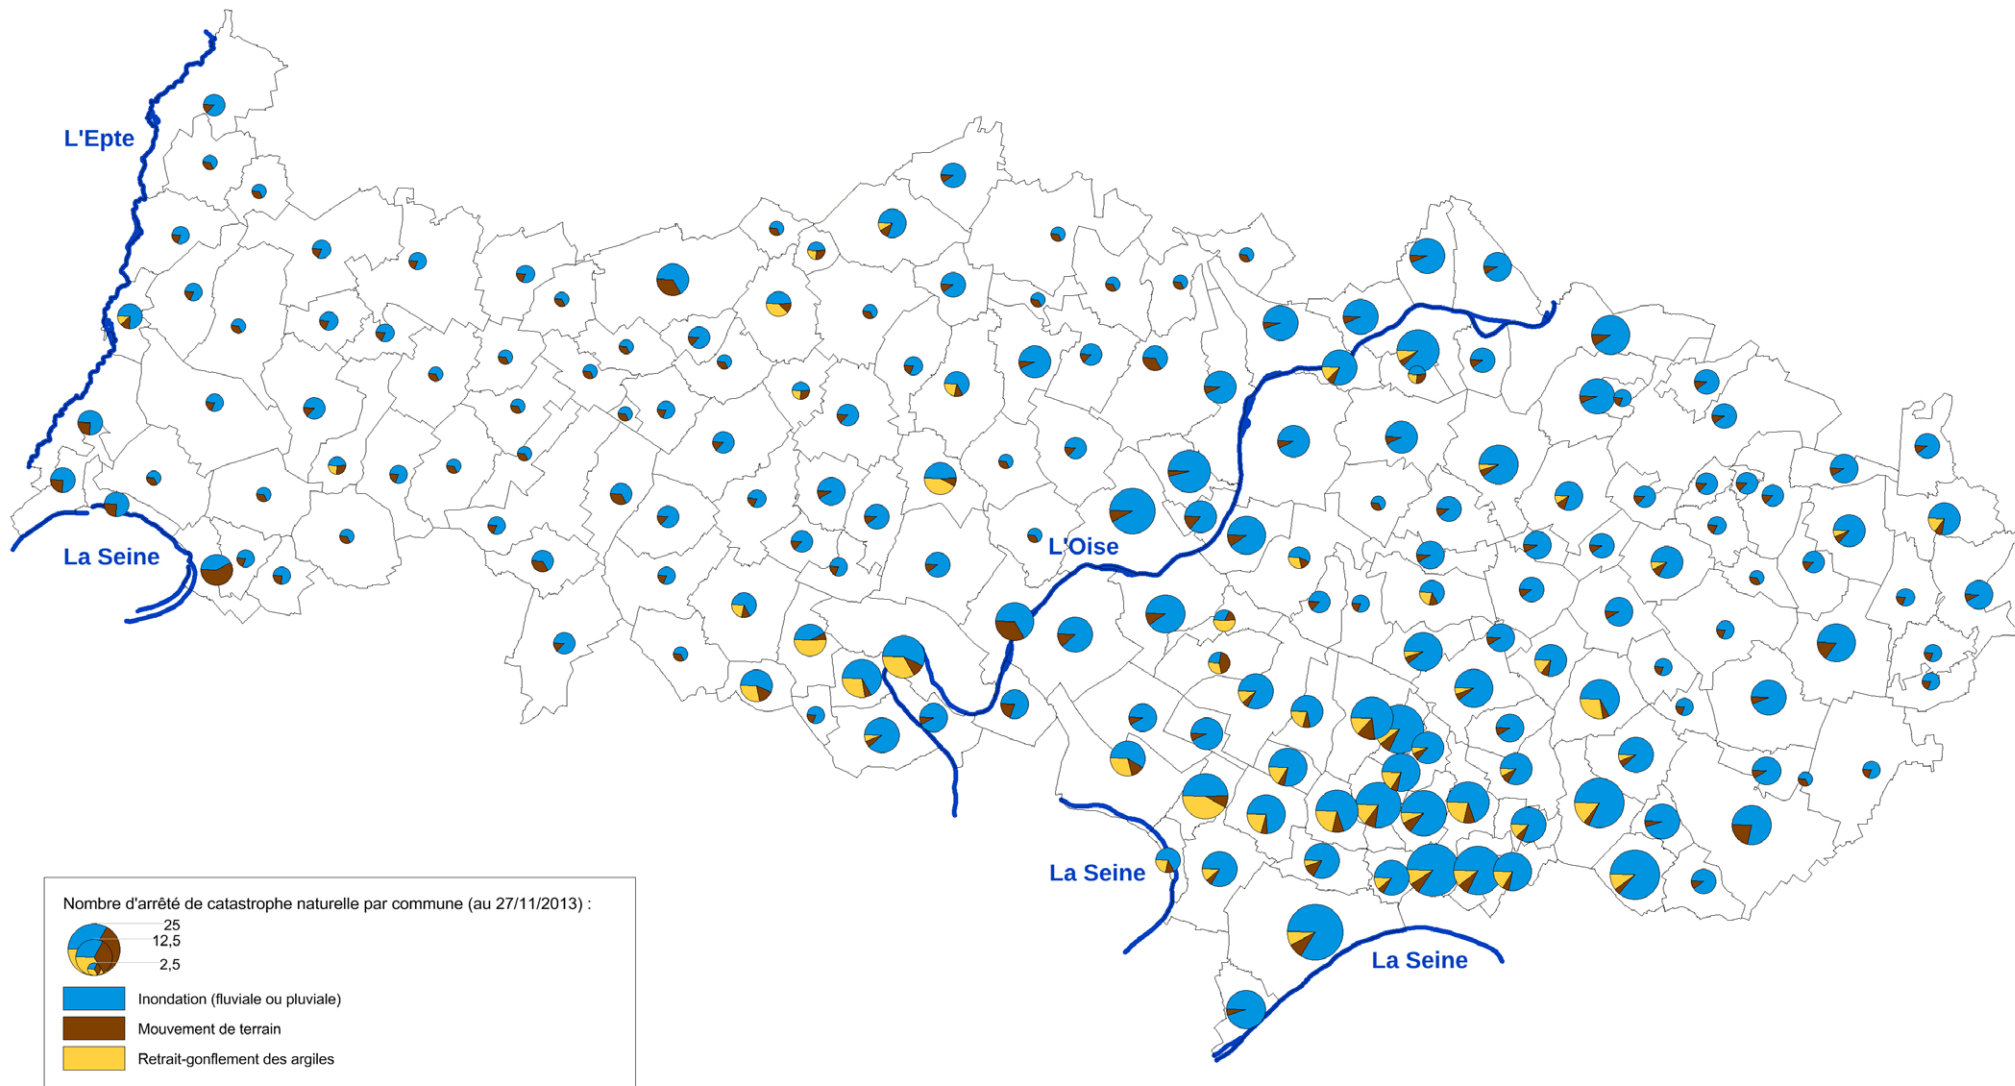 L'Epte
La Seine
L'Oise
La Seine
La Seine
Nombre d'arrêté de catastrophe naturelle par commune (au 27/11/2013) :
25
12,5
2,5
Inondation (fluviale ou pluviale)
Mouvement de terrain
Retrait-gonflement des argiles